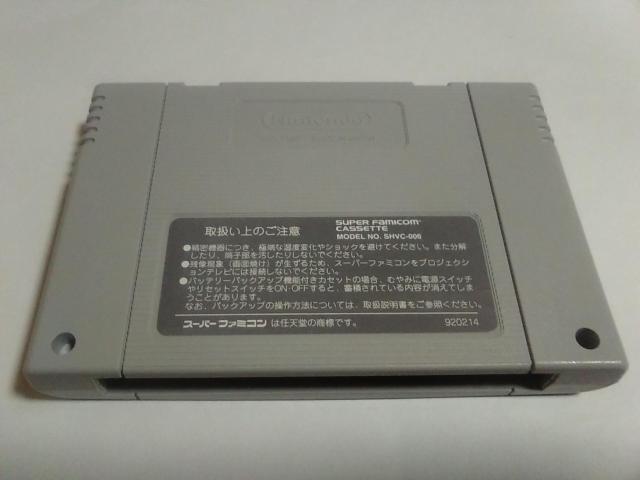 Nintendo
取扱い上のご注意
SUPER FAMICOM
CASSETTE
MODEL NO. SHVC-006
●精密機器につき、極端な温度変化やショックを避けてください。また分解
したり、端子部を汚したりしないでください。
●残像現象(画面焼け)が生ずるため、スーパーファミコンをプロジェクシ
ョンテレビには接続しないでください。
●バッテリーバックアップ機能付きカセットの場合、むやみに電源スイッチ
やリセットスイッチをON・OFFすると、蓄積されている内容が消えてしま
うことがあります。
なお、バックアップの操作方法については、取扱説明書をご参照ください。
スーパーファミコン は任天堂の商標です。
920214